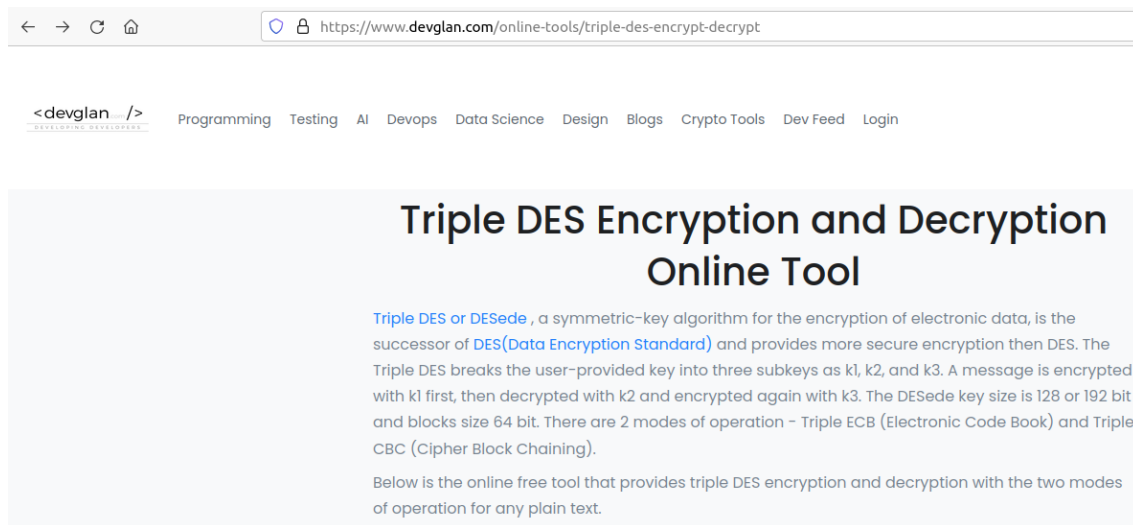 https://www.devglan.com/online-tools/triple-des-encrypt-decrypt
<devglan.com/>
DEVELOPING DEVELOPERS
Programming Testing AI Devops Data Science Design Blogs Crypto Tools Dev Feed Login
Triple DES Encryption and Decryption
Online Tool
Triple DES or DESede , a symmetric-key algorithm for the encryption of electronic data, is the
successor of DES(Data Encryption Standard) and provides more secure encryption then DES. The
Triple DES breaks the user-provided key into three subkeys as k1, k2, and k3. A message is encrypted
with k1 first, then decrypted with k2 and encrypted again with k3. The DESede key size is 128 or 192 bit
and blocks size 64 bit. There are 2 modes of operation - Triple ECB (Electronic Code Book) and Triple
CBC (Cipher Block Chaining).
Below is the online free tool that provides triple DES encryption and decryption with the two modes
of operation for any plain text.